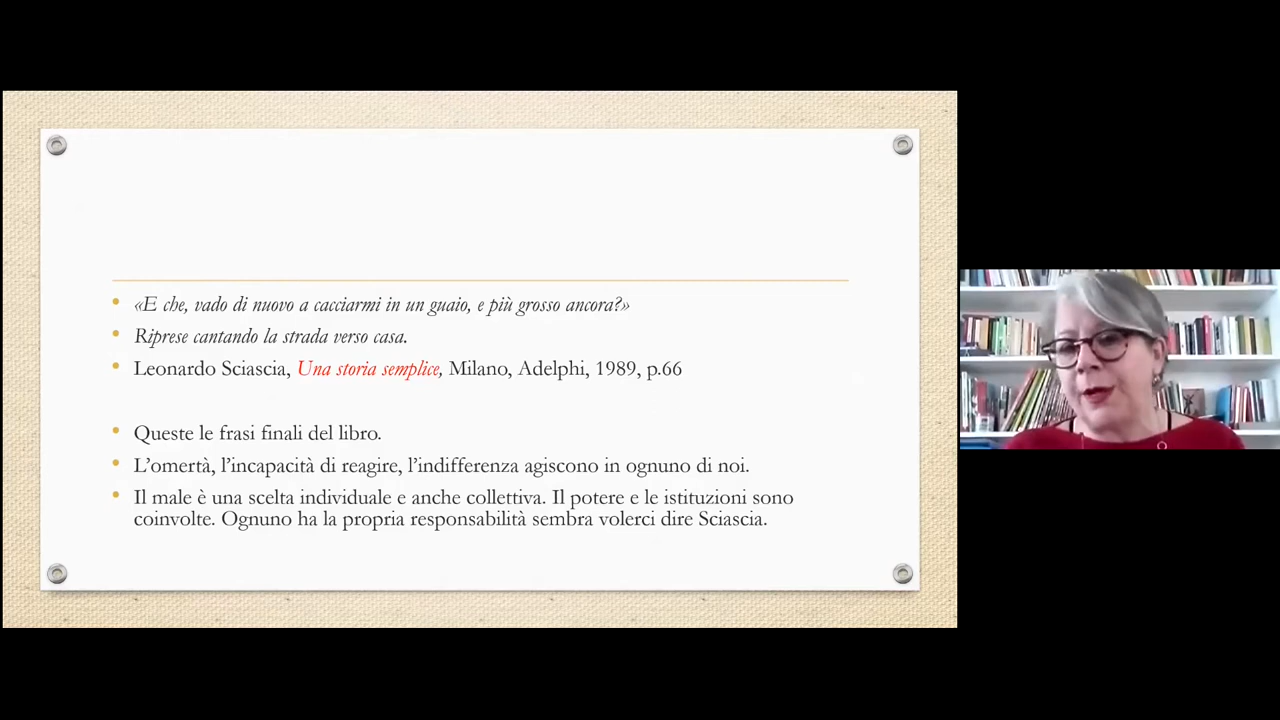 «E che, vado di nuovo a cacciarmi in un guaio, e più grosso ancora?»
Riprese cantando la strada verso casa.
Leonardo Sciascia, Una storia semplice, Milano, Adelphi, 1989, p.66
Queste le frasi finali del libro.
L’omertà, l’incapacità di reagire, l’indifferenza agiscono in ognuno di noi.
Il male è una scelta individuale e anche collettiva. Il potere e le istituzioni sono
coinvolte. Ognuno ha la propria responsabilità sembra volerci dire Sciascia.